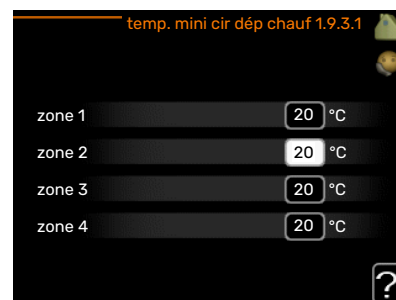 temp. mini cir dép chauf 1.9.3.1
zone 1 20 °C
zone 2 20 °C
zone 3 20 °C
zone 4 20 °C
?